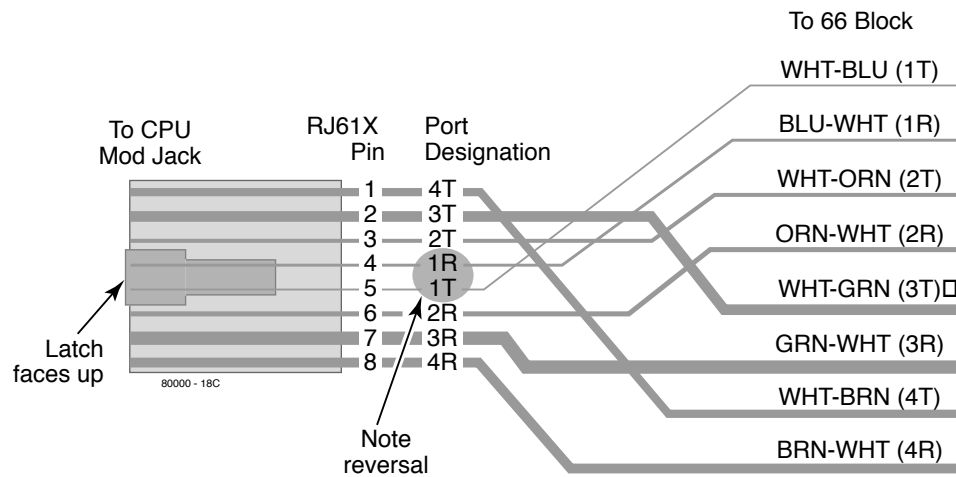 To 66 Block
WHT-BLU (1T)
BLU-WHT (1R)
WHT-ORN (2T)
ORN-WHT (2R)
WHT-GRN (3T)
GRN-WHT (3R)
WHT-BRN (4T)
BRN-WHT (4R)
To CPU
Mod Jack
RJ61X
Pin
Port
Designation
1 4T
2 3T
3 2T
4 1R
5 1T
6 2R
7 3R
8 4R
Latch
faces up
80000 - 18C
Note
reversal